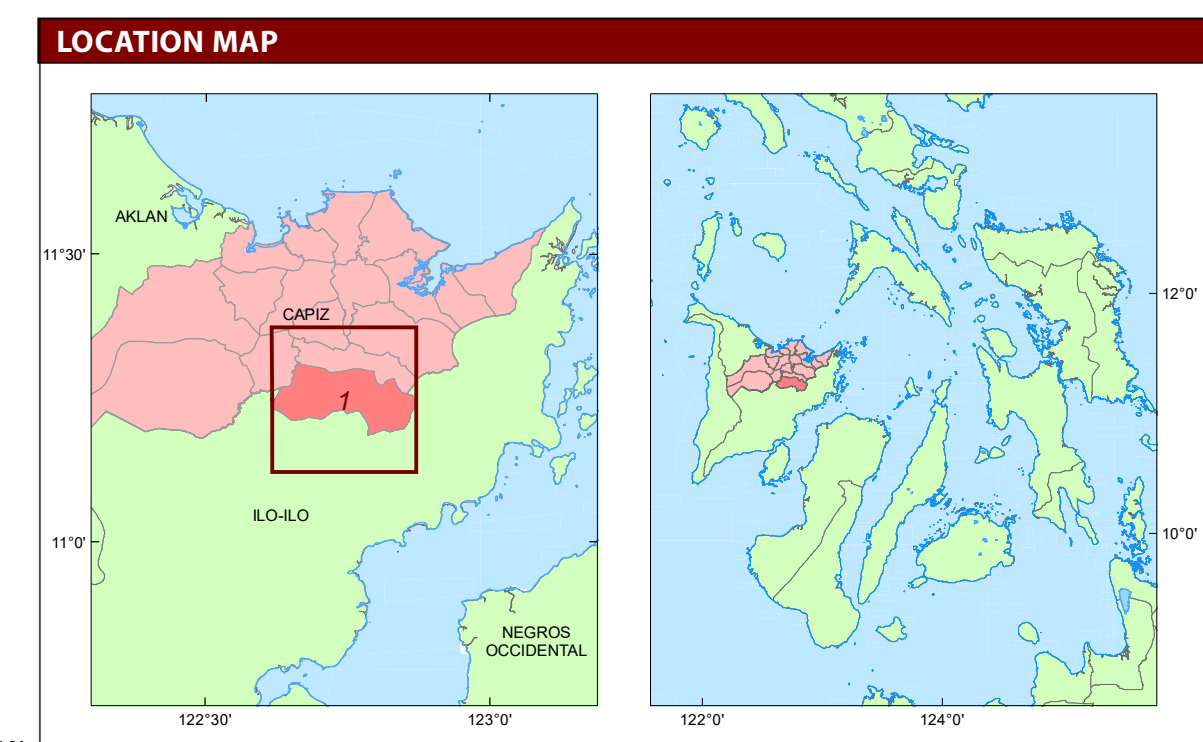 LOCATION MAP
AKLAN
11°30'
CAPIZ
1
ILO-ILO
11°0'
NEGROS
OCCIDENTAL
122°30'
123°0'
12°0'
10°0'
122°0'
124°0'